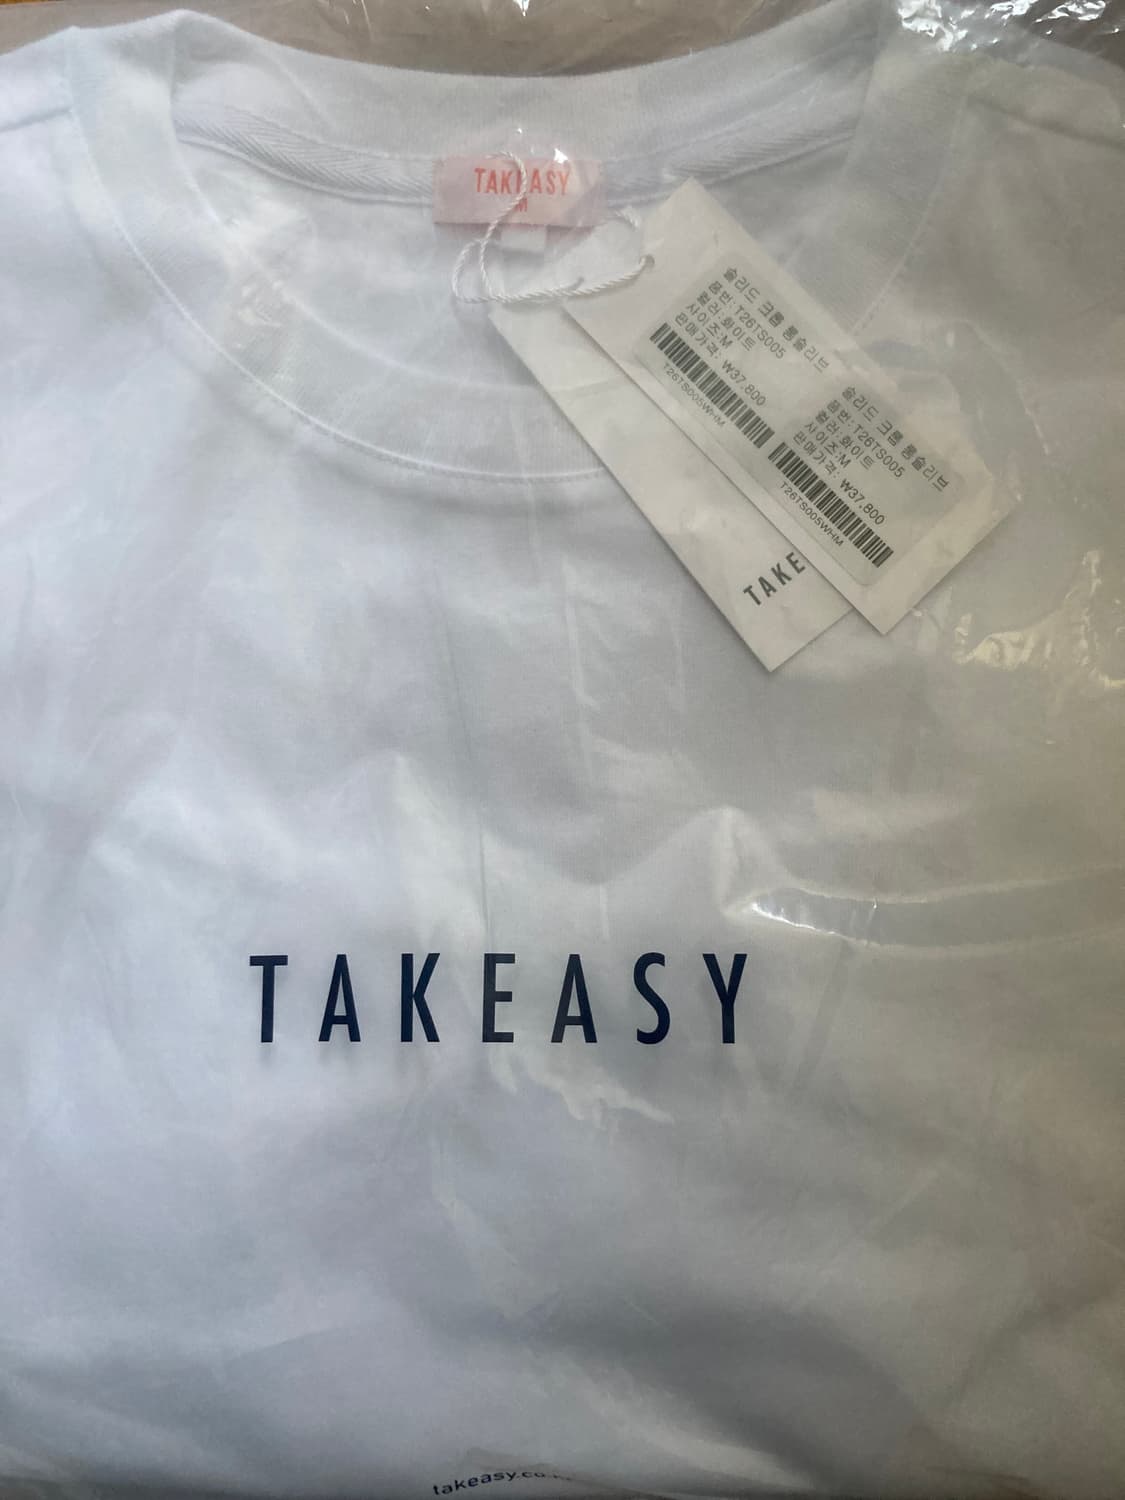 TAKEASY
M
솔리드 크롭 롱슬리브
품번:T26TS005
컬러:화이트
사이즈:M
판매가격: ₩37,800
T26TS005WHM
솔리드 크롭 롱슬리브
품번:T26TS005
컬러:화이트
사이즈:M
판매가격: ₩37,800
T26TS005WHM
TAKE
TAKEASY